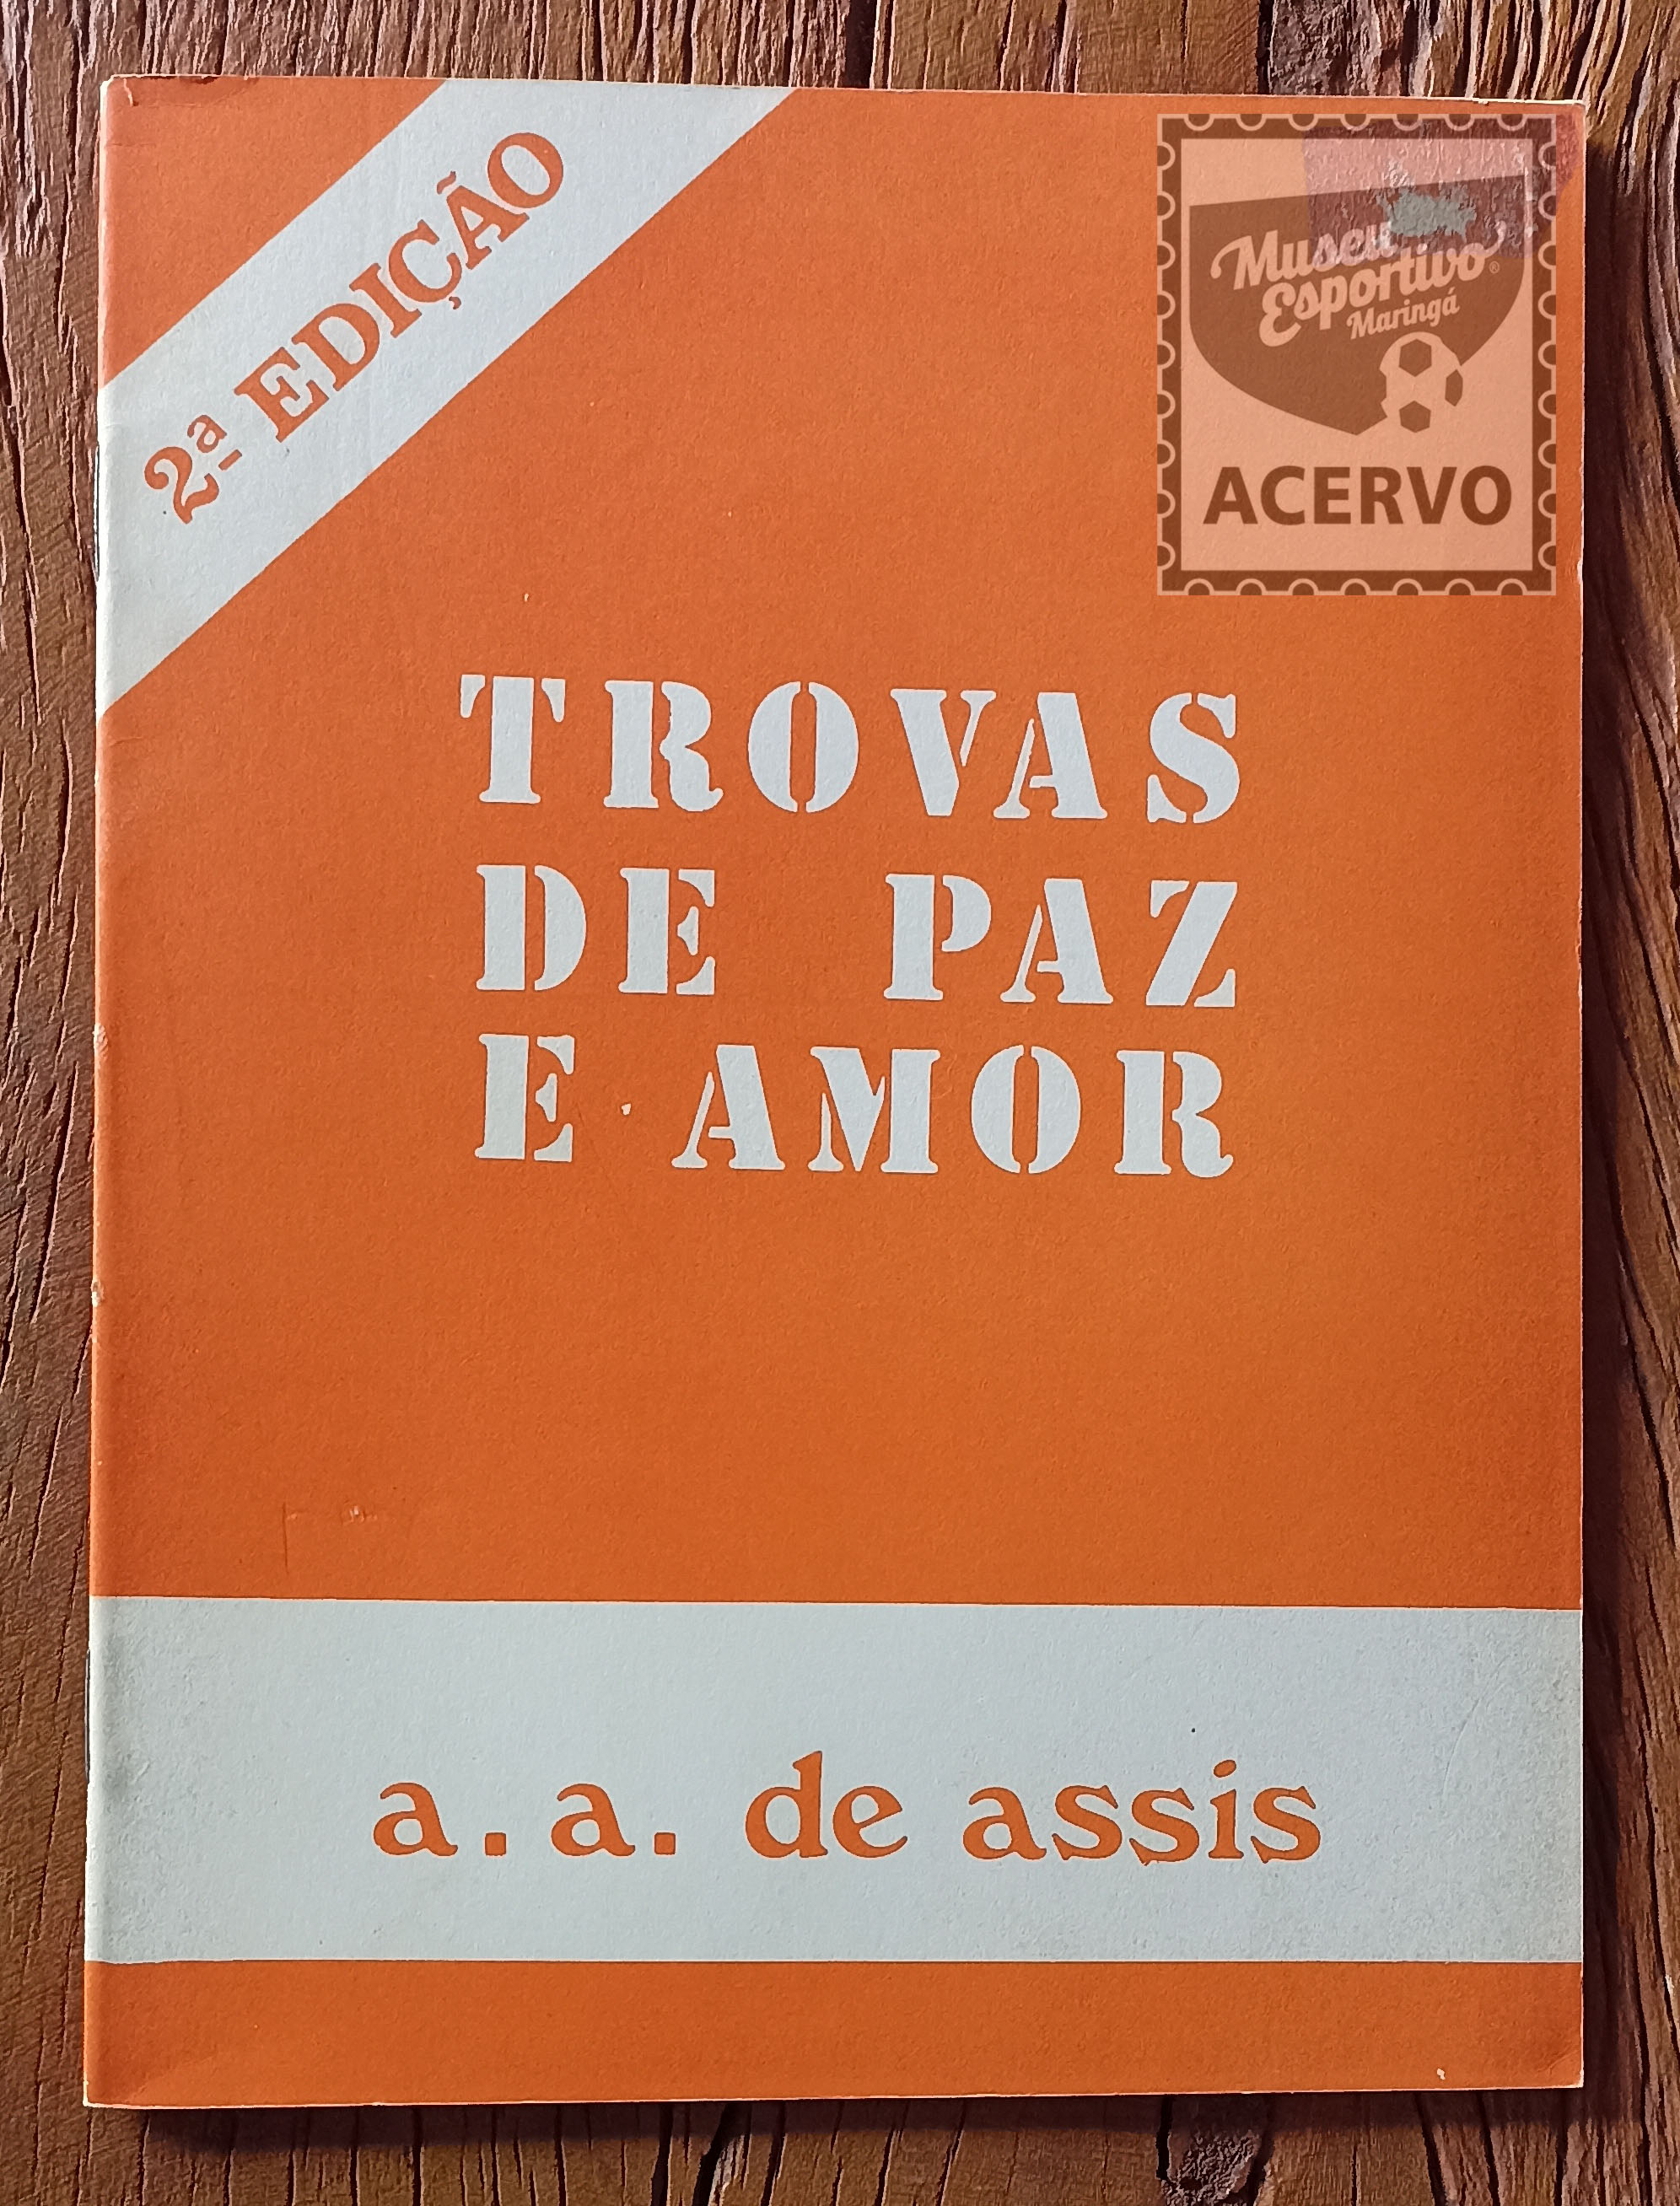 2ª EDIÇÃO
Museu
Esportivo®
Maringá
ACERVO
TROVAS
DE PAZ
E AMOR
a. a. de assis